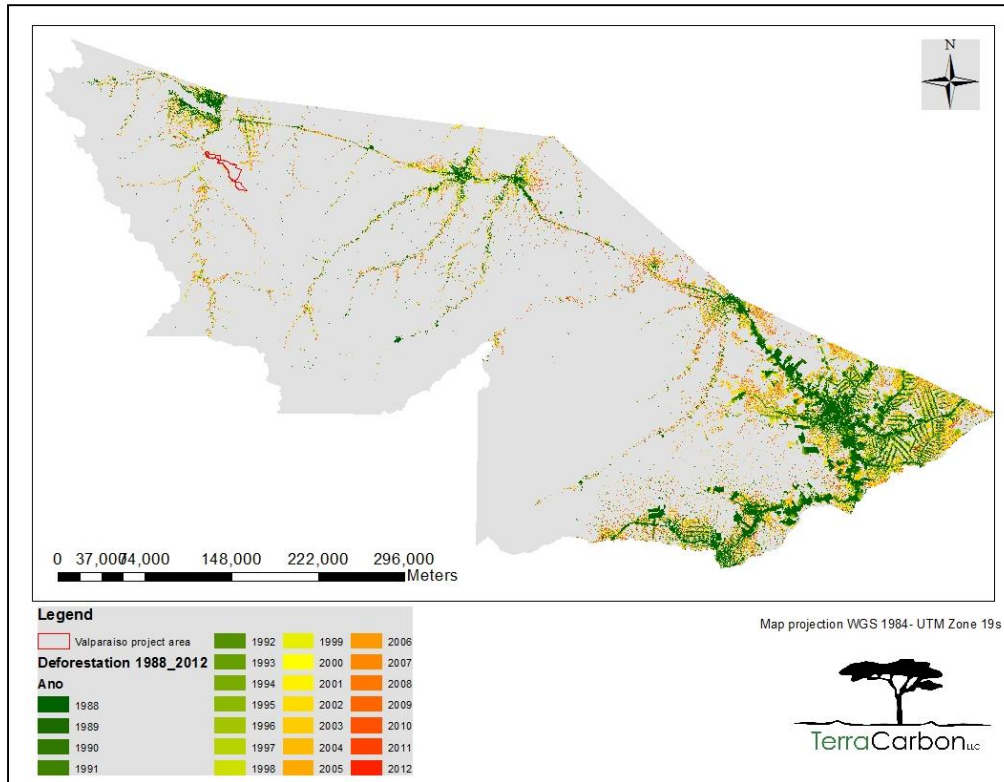 N
0 37,00074,000 148,000 222,000 296,000
Meters
Legend
Valparaiso project area
Deforestation 1988_2012
Ano
1988
1989
1990
1991
1992
1993
1994
1995
1996
1997
1998
1999
2000
2001
2002
2003
2004
2005
2006
2007
2008
2009
2010
2011
2012
Map projection WGS 1984- UTM Zone 19s
TerraCarbon LLC